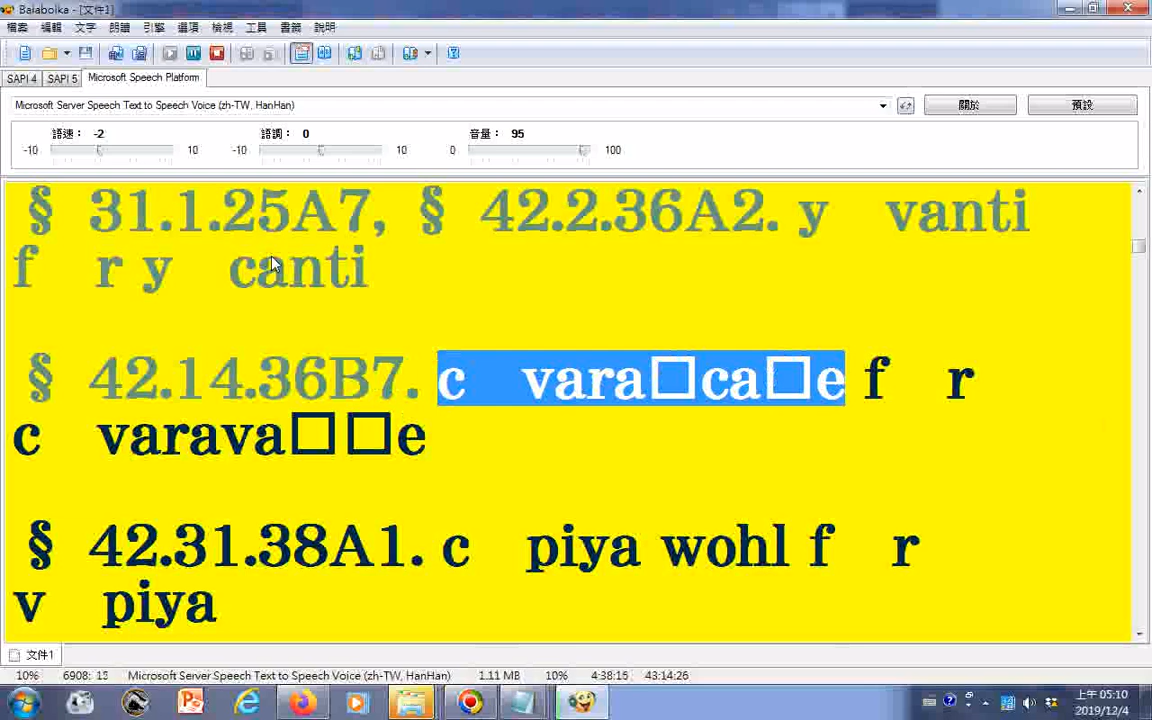 Balabolka - [文件1]
檔案 編輯 文字 朗讀 引擎 選項 檢視 工具 書籤 說明
SAPI 4 SAPI 5 Microsoft Speech Platform
Microsoft Server Speech Text to Speech Voice (zh-TW, HanHan) 關於 預設
語速: -2 語調: 0 音量: 95
-10 10 -10 10 0 100
§ 31.1.25A7, § 42.2.36A2. y vanti
f r y canti
§ 42.14.36B7. c vara□ca□e f r
c varava□□e
§ 42.31.38A1. c piya wohl f r
v piya
文件1
10% 6908: 15 Microsoft Server Speech Text to Speech Voice (zh-TW, HanHan) 1.11 MB 10% 4:38:15 43:14:26
上午 05:10
2019/12/4